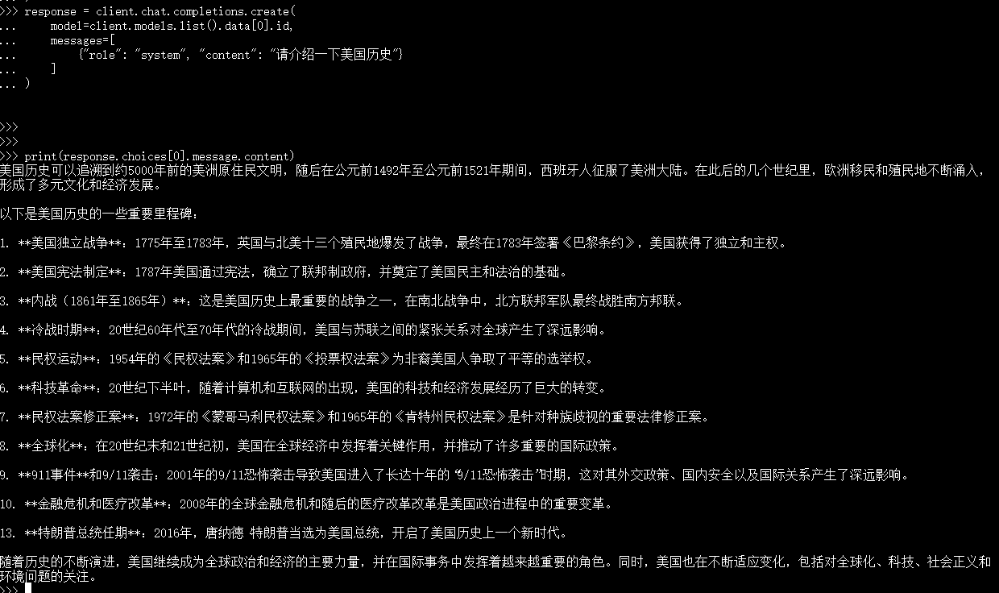 >>> response = client.chat.completions.create(
...     model=client.models.list().data[0].id,
...     messages=[
...         {"role": "system", "content": "请介绍一下美国历史"}
...     ]
... )
>>>
>>>
>>> print(response.choices[0].message.content)
美国历史可以追溯到约5000年前的美洲原住民文明，随后在公元前1492年至公元前1521年期间，西班牙人征服了美洲大陆。在此后的几个世纪里，欧洲移民和殖民地不断涌入，
形成了多元文化和经济发展。
以下是美国历史的一些重要里程碑：
1. **美国独立战争**：1775年至1783年，英国与北美十三个殖民地爆发了战争，最终在1783年签署《巴黎条约》，美国获得了独立和主权。
2. **美国宪法制定**：1787年美国通过宪法，确立了联邦制政府，并奠定了美国民主和法治的基础。
3. **内战（1861年至1865年）**：这是美国历史上最重要的战争之一，在南北战争中，北方联邦军队最终战胜南方邦联。
4. **冷战时期**：20世纪60年代至70年代的冷战期间，美国与苏联之间的紧张关系对全球产生了深远影响。
5. **民权运动**：1954年的《民权法案》和1965年的《投票权法案》为非裔美国人争取了平等的选举权。
6. **科技革命**：20世纪下半叶，随着计算机和互联网的出现，美国的科技和经济发展经历了巨大的转变。
7. **民权法案修正案**：1972年的《蒙哥马利民权法案》和1965年的《肯特州民权法案》是针对种族歧视的重要法律修正案。
8. **全球化**：在20世纪末和21世纪初，美国在全球经济中发挥着关键作用，并推动了许多重要的国际政策。
9. **911事件**和9/11袭击：2001年的9/11恐怖袭击导致美国进入了长达十年的“9/11恐怖袭击”时期，这对其外交政策、国内安全以及国际关系产生了深远影响。
10. **金融危机和医疗改革**：2008年的全球金融危机和随后的医疗改革改革是美国政治进程中的重要变革。
13. **特朗普总统任期**：2016年，唐纳德 特朗普当选为美国总统，开启了美国历史上一个新时代。
随着历史的不断演进，美国继续成为全球政治和经济的主要力量，并在国际事务中发挥着越来越重要的角色。同时，美国也在不断适应变化，包括对全球化、科技、社会正义和
环境问题的关注。
>>>